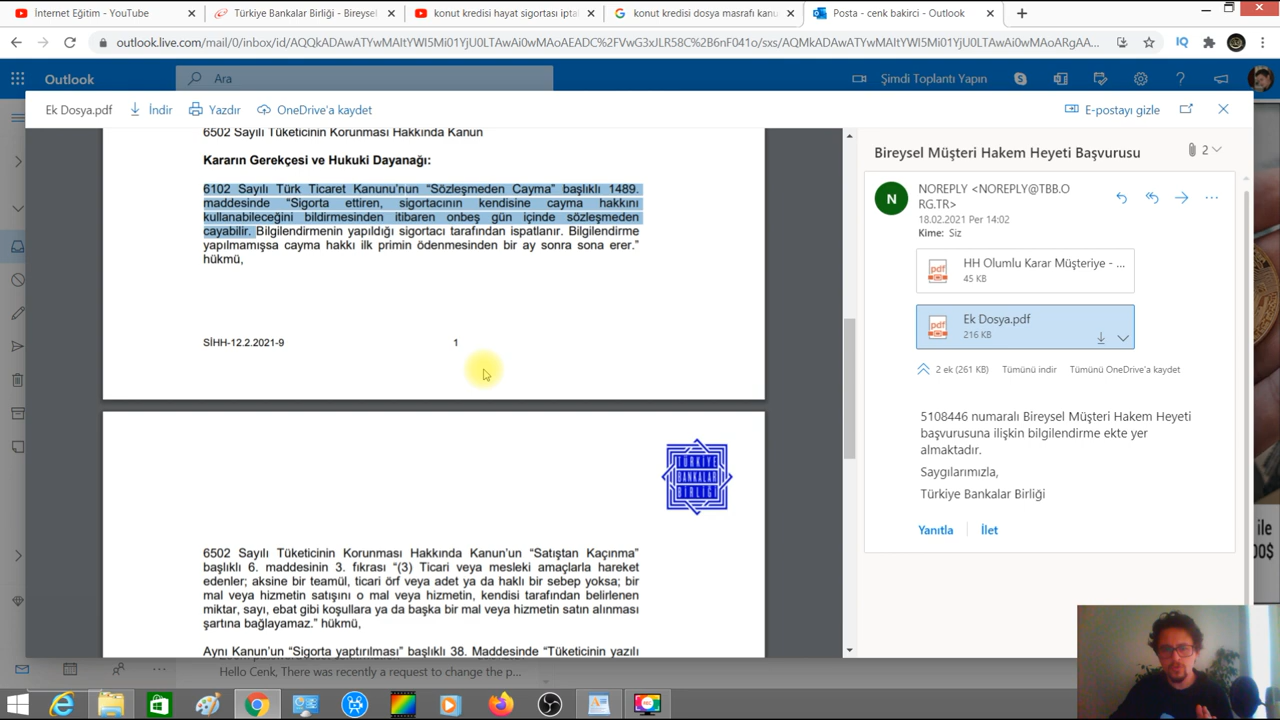 İnternet Eğitim - YouTube
Türkiye Bankalar Birliği - Bireysel
konut kredisi hayat sigortası ipta
konut kredisi dosya masrafı kanu
Posta - cenk bakirci - Outlook
outlook.live.com/mail/0/inbox/id/AQQkADAwATYwMAItYWI5Mi01YjU0LTAwAi0wMAoAEADC%2FVwG3xJLR58C%2B6nF041o/sxs/AQMkADAwATYwMAItYWI5Mi01YjU0LTAwAi0wMAoARgAA...
IQ
Outlook
Ara
Şimdi Toplantı Yapın
Ek Dosya.pdf
İndir
Yazdır
OneDrive'a kaydet
E-postayı gizle
6502 Sayılı Tüketicinin Korunması Hakkında Kanun
Kararın Gerekçesi ve Hukuki Dayanağı:
6102 Sayılı Türk Ticaret Kanunu'nun “Sözleşmeden Cayma” başlıklı 1489.
maddesinde “Sigorta ettiren, sigortacının kendisine cayma hakkını
kullanabileceğini bildirmesinden itibaren onbeş gün içinde sözleşmeden
cayabilir. Bilgilendirmenin yapıldığı sigortacı tarafından ispatlanır. Bilgilendirme
yapılmamışsa cayma hakkı ilk primin ödenmesinden bir ay sonra sona erer.”
hükmü,
SİHH-12.2.2021-9
1
TÜRKİYE
BANKALAR
BİRLİĞİ
6502 Sayılı Tüketicinin Korunması Hakkında Kanun'un “Satıştan Kaçınma”
başlıklı 6. maddesinin 3. fıkrası “(3) Ticari veya mesleki amaçlarla hareket
edenler; aksine bir teamül, ticari örf veya adet ya da haklı bir sebep yoksa; bir
mal veya hizmetin satışını o mal veya hizmetin, kendisi tarafından belirlenen
miktar, sayı, ebat gibi koşullara ya da başka bir mal veya hizmetin satın alınması
şartına bağlayamaz.” hükmü,
Aynı Kanun'un “Sigorta yaptırılması” başlıklı 38. Maddesinde “Tüketicinin yazılı
Bireysel Müşteri Hakem Heyeti Başvurusu
2
N
NOREPLY <NOREPLY@TBB.O
RG.TR>
18.02.2021 Per 14:02
Kime: Siz
pdf
HH Olumlu Karar Müşteriye - ...
45 KB
pdf
Ek Dosya.pdf
216 KB
2 ek (261 KB)
Tümünü indir
Tümünü OneDrive'a kaydet
5108446 numaralı Bireysel Müşteri Hakem Heyeti
başvurusuna ilişkin bilgilendirme ekte yer
almaktadır.
Saygılarımızla,
Türkiye Bankalar Birliği
Yanıtla
İlet
ile
00$
Hello Cenk, There was recently a request to change the p...